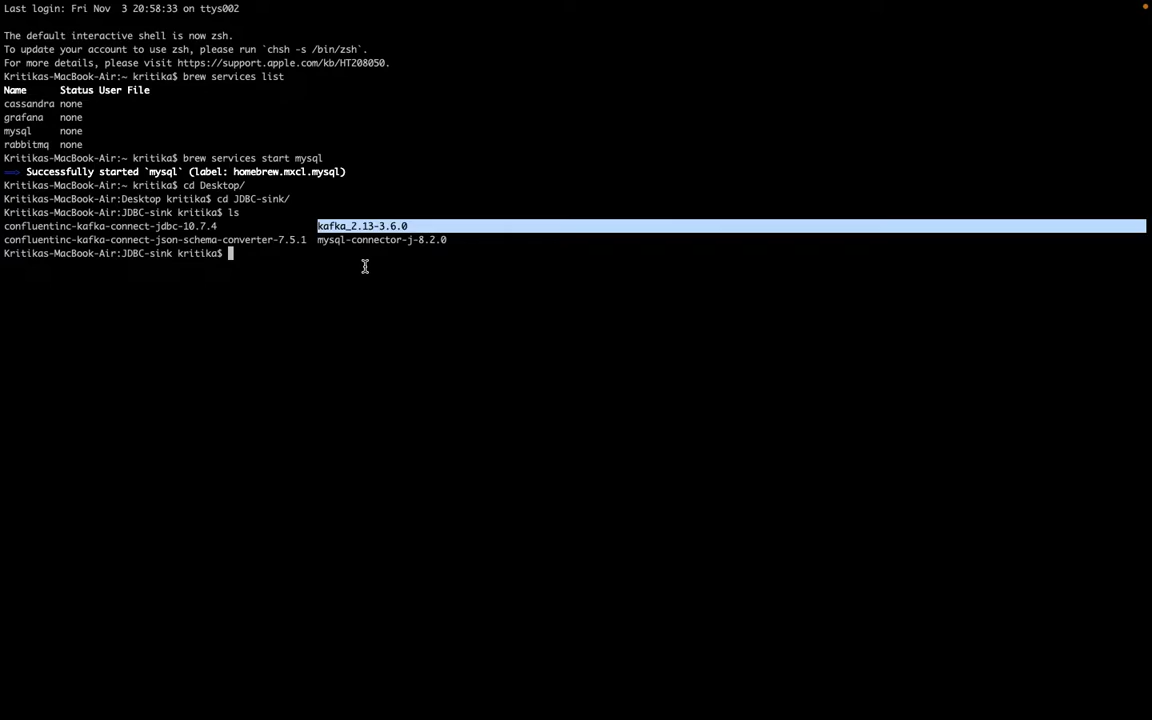 Last login: Fri Nov  3 20:58:33 on ttys002
The default interactive shell is now zsh.
To update your account to use zsh, please run `chsh -s /bin/zsh`.
For more details, please visit https://support.apple.com/kb/HT208050.
Kritikas-MacBook-Air:~ kritika$ brew services list
Name      Status User File
cassandra none
grafana   none
mysql     none
rabbitmq  none
Kritikas-MacBook-Air:~ kritika$ brew services start mysql
==> Successfully started `mysql` (label: homebrew.mxcl.mysql)
Kritikas-MacBook-Air:~ kritika$ cd Desktop/
Kritikas-MacBook-Air:Desktop kritika$ cd JDBC-sink/
Kritikas-MacBook-Air:JDBC-sink kritika$ ls
confluentinc-kafka-connect-jdbc-10.7.4                  kafka_2.13-3.6.0
confluentinc-kafka-connect-json-schema-converter-7.5.1  mysql-connector-j-8.2.0
Kritikas-MacBook-Air:JDBC-sink kritika$